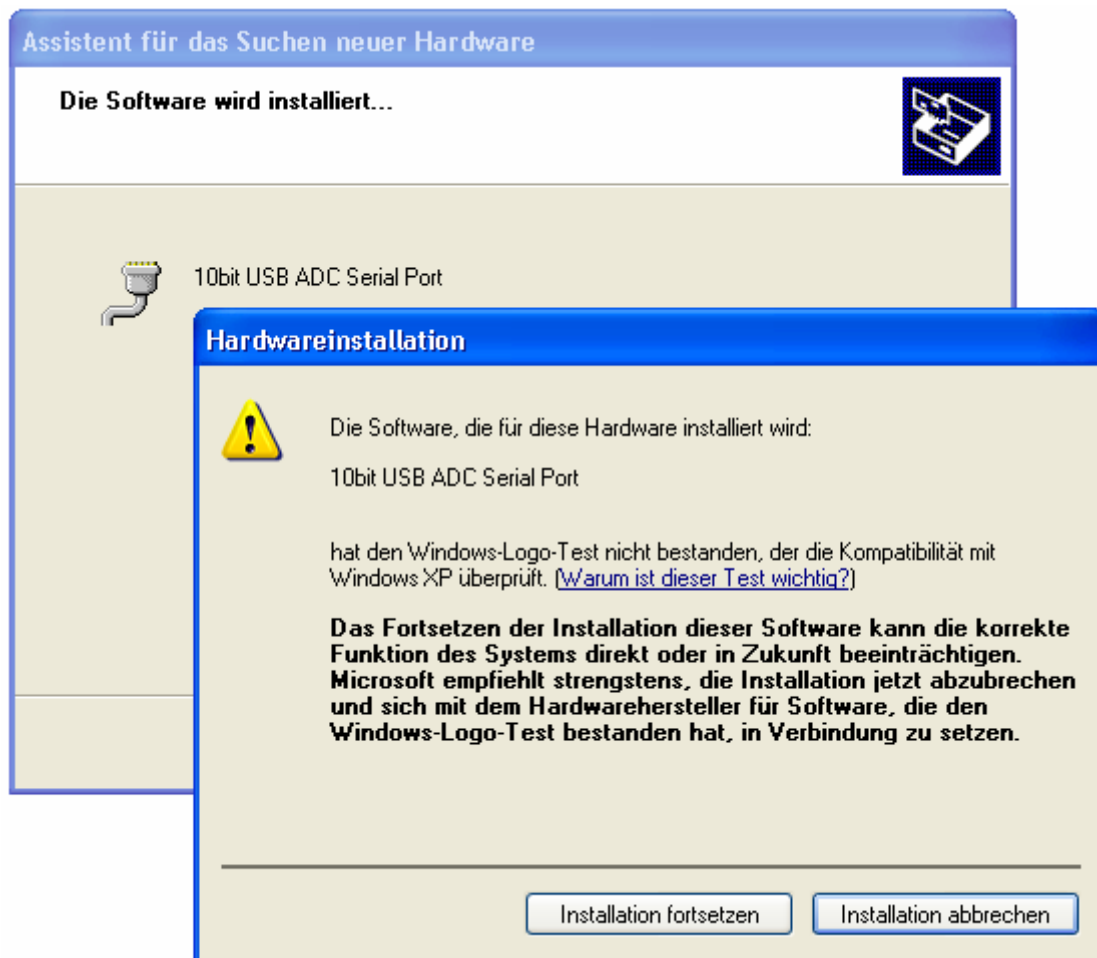 Assistent für das Suchen neuer Hardware
Die Software wird installiert...
10bit USB ADC Serial Port
Hardwareinstallation
Die Software, die für diese Hardware installiert wird:
10bit USB ADC Serial Port
hat den Windows-Logo-Test nicht bestanden, der die Kompatibilität mit
Windows XP überprüft. (Warum ist dieser Test wichtig?)
Das Fortsetzen der Installation dieser Software kann die korrekte
Funktion des Systems direkt oder in Zukunft beeinträchtigen.
Microsoft empfiehlt strengstens, die Installation jetzt abzubrechen
und sich mit dem Hardwarehersteller für Software, die den
Windows-Logo-Test bestanden hat, in Verbindung zu setzen.
Installation fortsetzen
Installation abbrechen